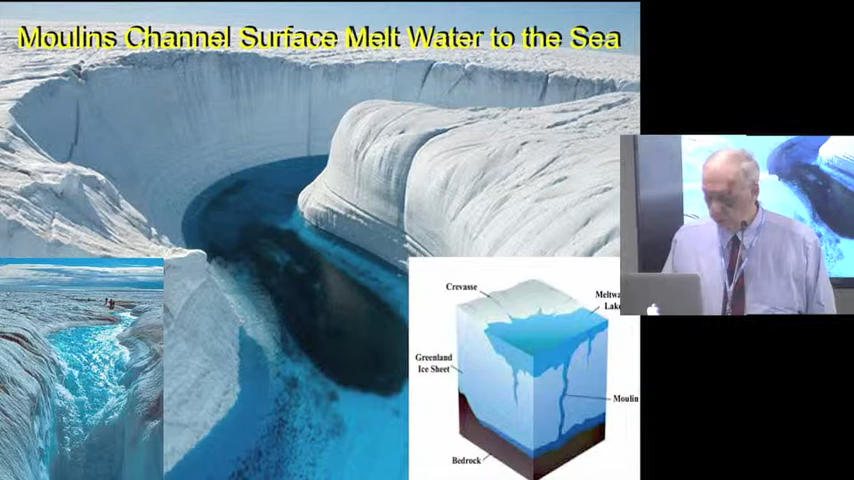 Moulins Channel Surface Melt Water to the Sea
Crevasse
Greenland
Ice Sheet
Moulin
Bedrock